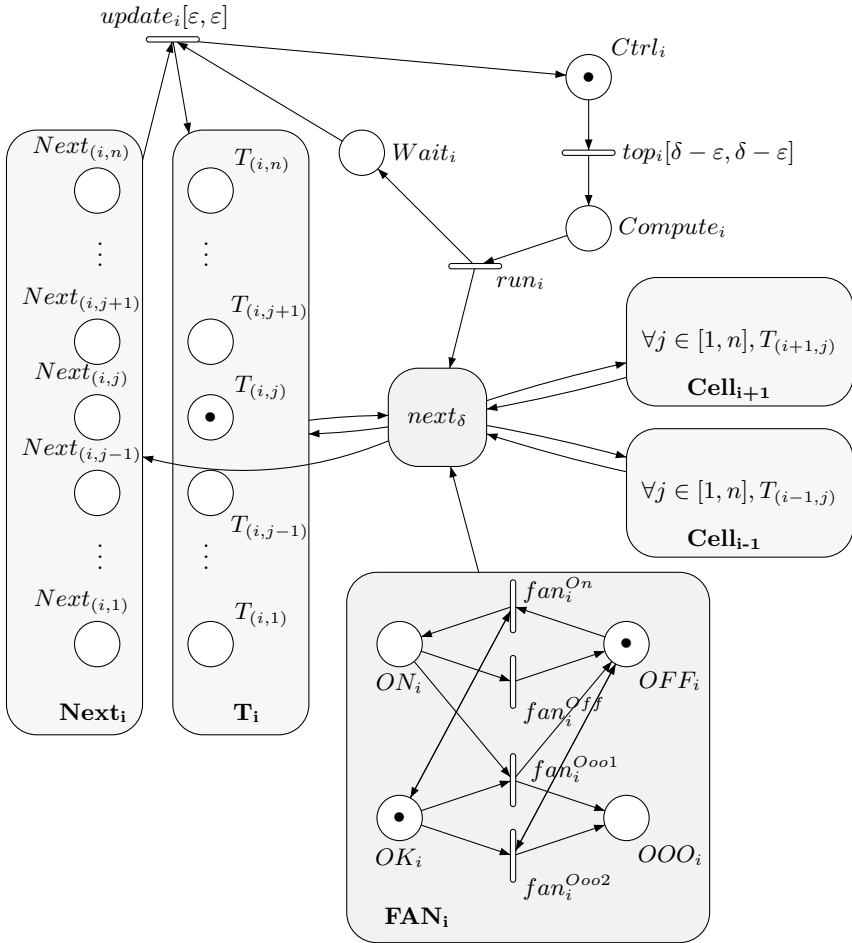 update_i[ε, ε]
Ctrl_i
Next_(i,n)
T_(i,n)
Wait_i
top_i[δ − ε, δ − ε]
⋮
⋮
Compute_i
run_i
Next_(i,j+1)
T_(i,j+1)
∀j ∈ [1, n], T_(i+1,j)
Cell_i+1
Next_(i,j)
T_(i,j)
next_δ
Next_(i,j−1)
T_(i,j−1)
∀j ∈ [1, n], T_(i−1,j)
Cell_i-1
⋮
⋮
Next_(i,1)
T_(i,1)
Next_i
T_i
fan_i^On
ON_i
OFF_i
fan_i^Off
fan_i^Ooo1
OK_i
OOO_i
fan_i^Ooo2
FAN_i